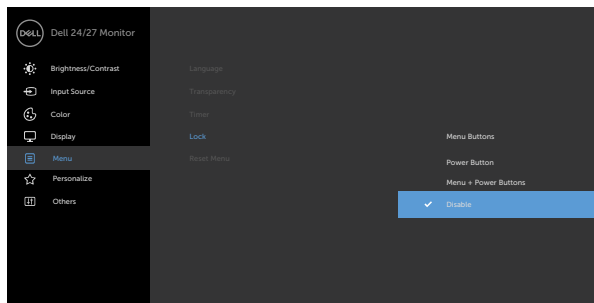 DELL Dell 24/27 Monitor
Brightness/Contrast
Input Source
Color
Display
Menu
Personalize
Others
Language
Transparency
Timer
Lock
Reset Menu
Menu Buttons
Power Button
Menu + Power Buttons
Disable